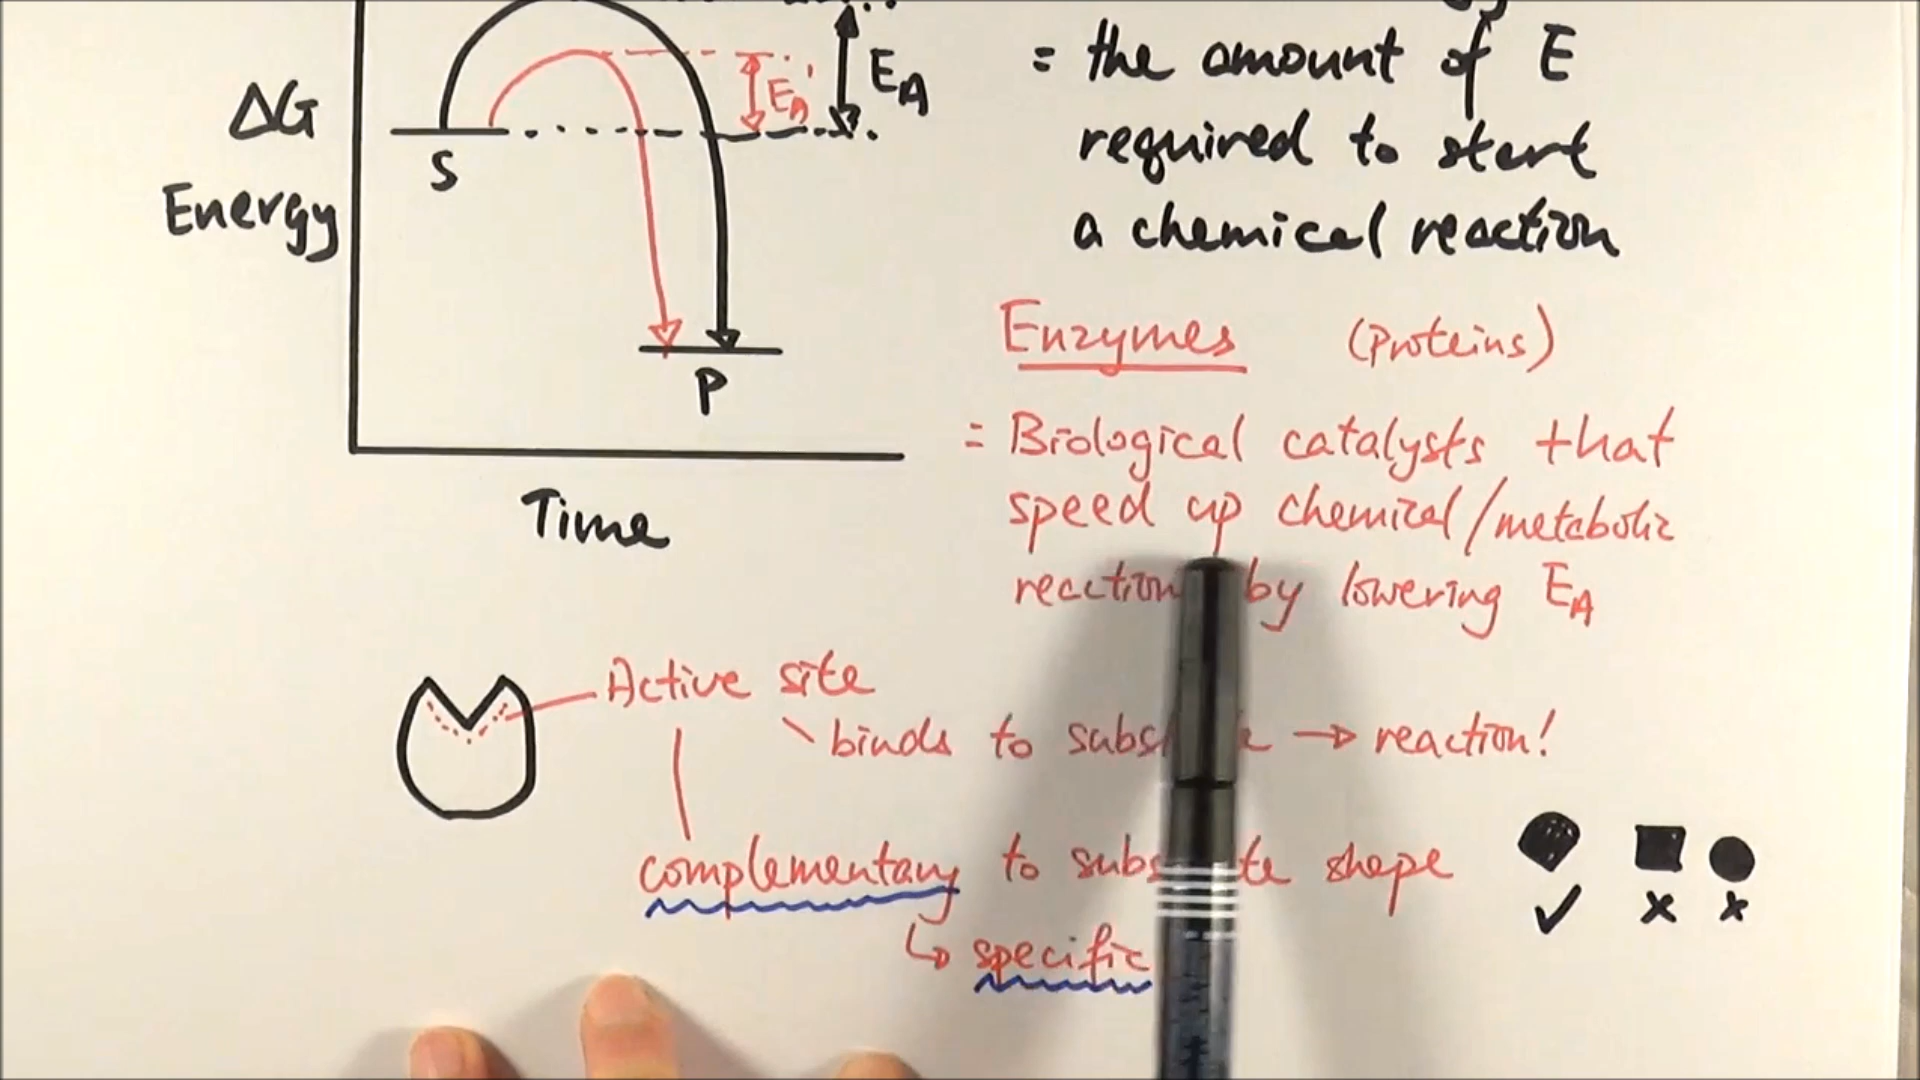 ΔG
Energy
S
E_A'
E_A
P
Time
= the amount of E
required to start
a chemical reaction
Enzymes (Proteins)
= Biological catalysts that
speed up chemical/metabolic
reaction by lowering E_A
Active site
binds to → reaction!
complementary to shape
↳ specific
✓ x x